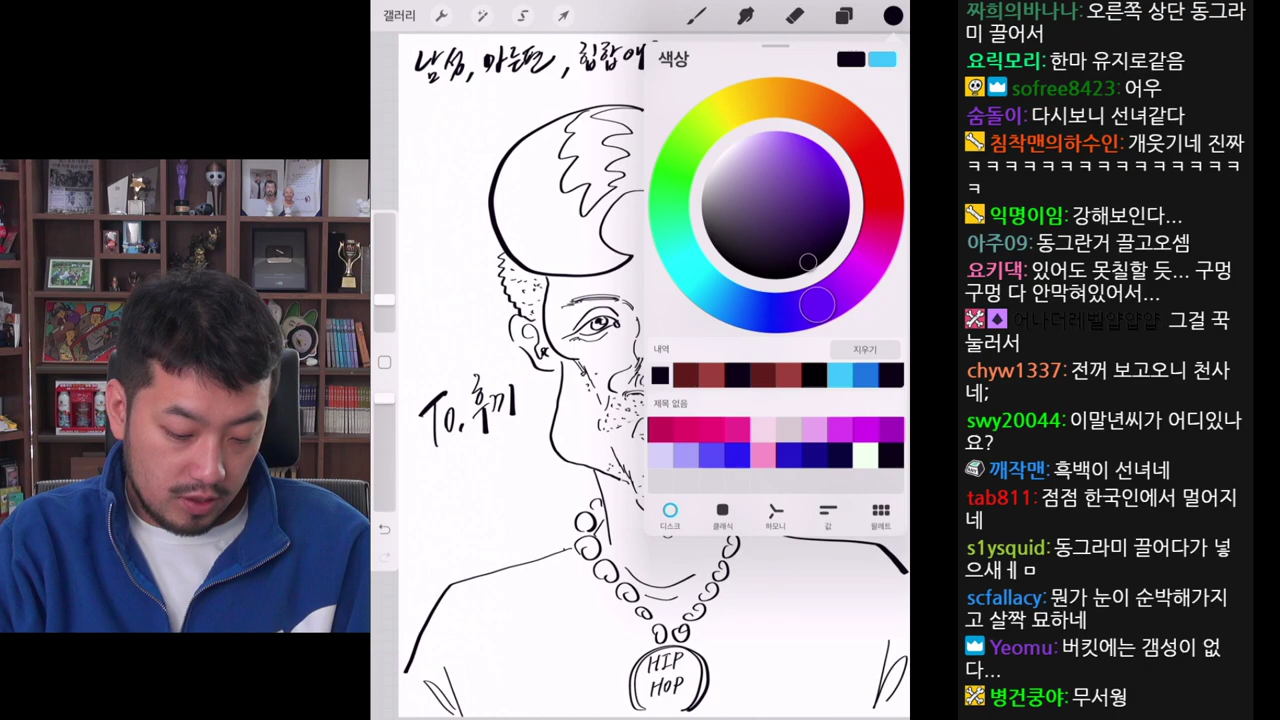 갤러리
남성, 마른편, 힙합애
색상
내역
지우기
제목 없음
디스크
클래식
하모니
값
팔레트
To. 후끼
HIP
HOP
짜희의바나나: 오른쪽 상단 동그라
미 끌어서
요릭모리: 한마 유지로같음
sofree8423: 어우
숨돌이: 다시보니 선녀같다
침착맨의하수인: 개웃기네 진짜
ㅋㅋㅋㅋㅋㅋㅋㅋㅋㅋㅋㅋㅋㅋㅋ
ㅋ
익명이임: 강해보인다...
아주09: 동그란거 끌고오셈
요키댁: 있어도 못칠할 듯... 구멍
구멍 다 안막혀있어서...
어나더레벨얍얍얍 그걸 꾹
눌러서
chyw1337: 전꺼 보고오니 천사
네;
swy20044: 이말년씨가 어디있나
요?
깨작맨: 흑백이 선녀네
tab811: 점점 한국인에서 멀어지
네
s1ysquid: 동그라미 끌어다가 넣
으새ㅔㅁ
scfallacy: 뭔가 눈이 순박해가지
고 살짝 묘하네
Yeomu: 버킷에는 갬성이 없
다...
병건쿵야: 무서웡